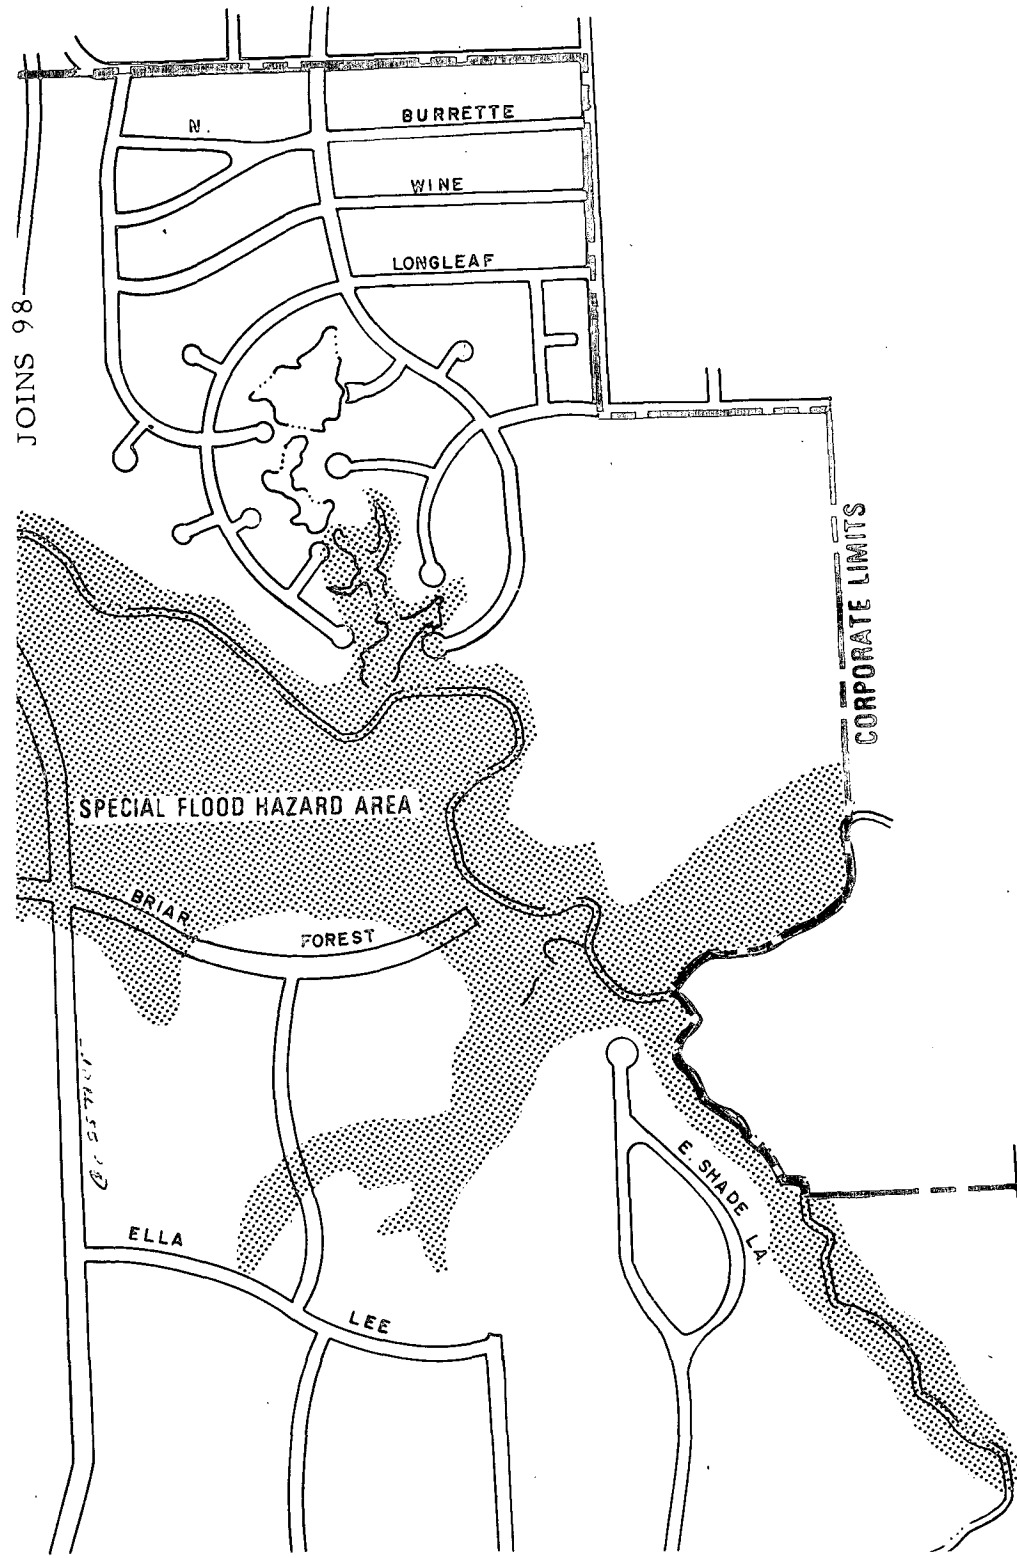 N.
BURRETTE
WINE
LONGLEAF
JOINS 98
CORPORATE LIMITS
SPECIAL FLOOD HAZARD AREA
BRIAR FOREST
E. SHADE LA.
ELLA LEE